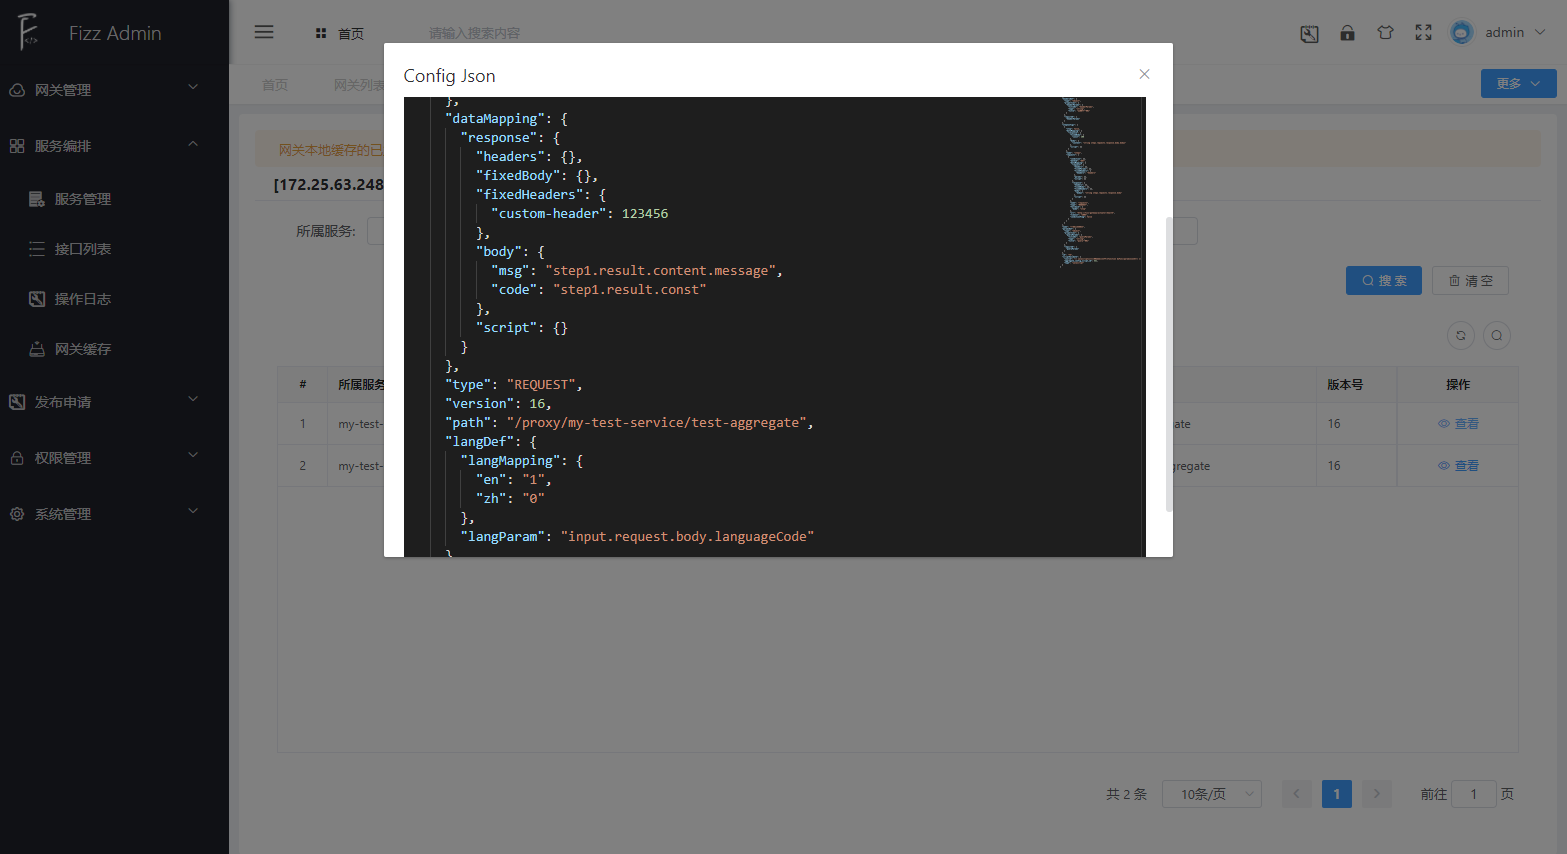 Fizz Admin
首页
请输入搜索内容
admin
首页
网关列表
更多
网关管理
服务编排
服务管理
接口列表
操作日志
网关缓存
发布申请
权限管理
系统管理
网关本地缓存的已
[172.25.63.248
所属服务:
搜索
清空
# 所属服务 版本号 操作
1 my-test- ate 16 查看
2 my-test- gregate 16 查看
共 2 条
10条/页
1
前往 1 页
Config Json
},
"dataMapping": {
"response": {
"headers": {},
"fixedBody": {},
"fixedHeaders": {
"custom-header": 123456
},
"body": {
"msg": "step1.result.content.message",
"code": "step1.result.const"
},
"script": {}
}
},
"type": "REQUEST",
"version": 16,
"path": "/proxy/my-test-service/test-aggregate",
"langDef": {
"langMapping": {
"en": "1",
"zh": "0"
},
"langParam": "input.request.body.languageCode"
}